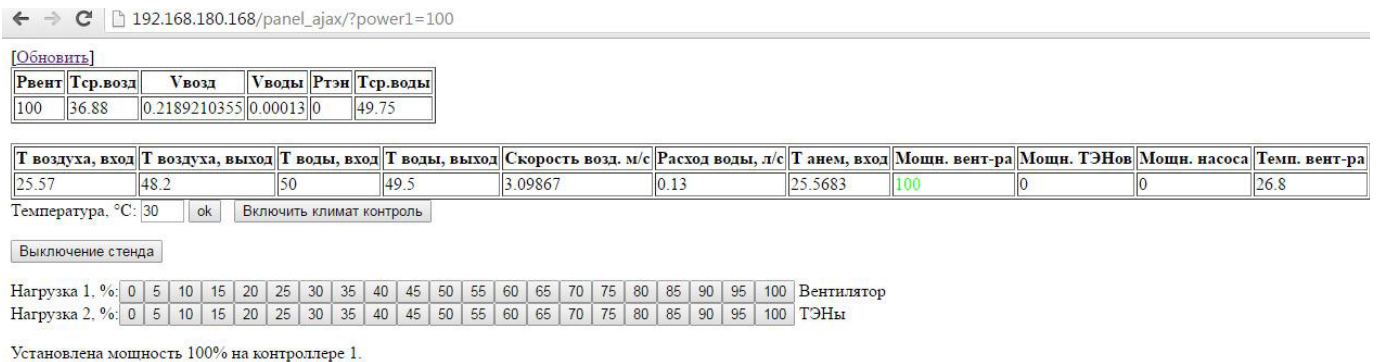 192.168.180.168/panel_ajax/?power1=100
[Обновить]
Рвент Тср.возд Vвозд Vводы Ртэн Тср.воды
100 36.88 0.2189210355 0.00013 0 49.75
Т воздуха, вход Т воздуха, выход Т воды, вход Т воды, выход Скорость возд. м/с Расход воды, л/с Т анем, вход Мощн. вент-ра Мощн. ТЭНов Мощн. насоса Темп. вент-ра
25.57 48.2 50 49.5 3.09867 0.13 25.5683 100 0 0 26.8
Температура, °C: 30 ok Включить климат контроль
Выключение стенда
Нагрузка 1, %: 0 5 10 15 20 25 30 35 40 45 50 55 60 65 70 75 80 85 90 95 100 Вентилятор
Нагрузка 2, %: 0 5 10 15 20 25 30 35 40 45 50 55 60 65 70 75 80 85 90 95 100 ТЭНы
Установлена мощность 100% на контроллере 1.